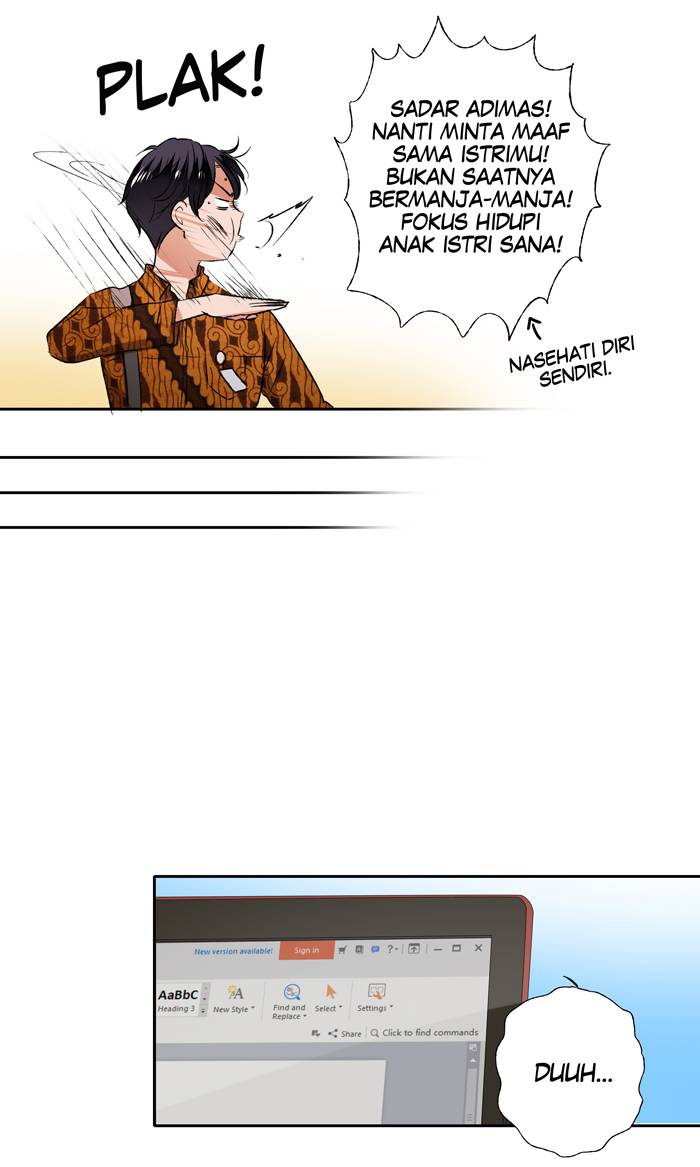 PLAK!
SADAR ADIMAS!
NANTI MINTA MAAF
SAMA ISTRIMU!
BUKAN SAATNYA
BERMANJA-MANJA!
FOKUS HIDUPI
ANAK ISTRI SANA!
NASEHATI DIRI
SENDIRI.
New version available! Sign in ?
AaBbC
Heading 3
New Style
Find and
Replace
Select
Settings
Share
Click to find commands
DUUH...